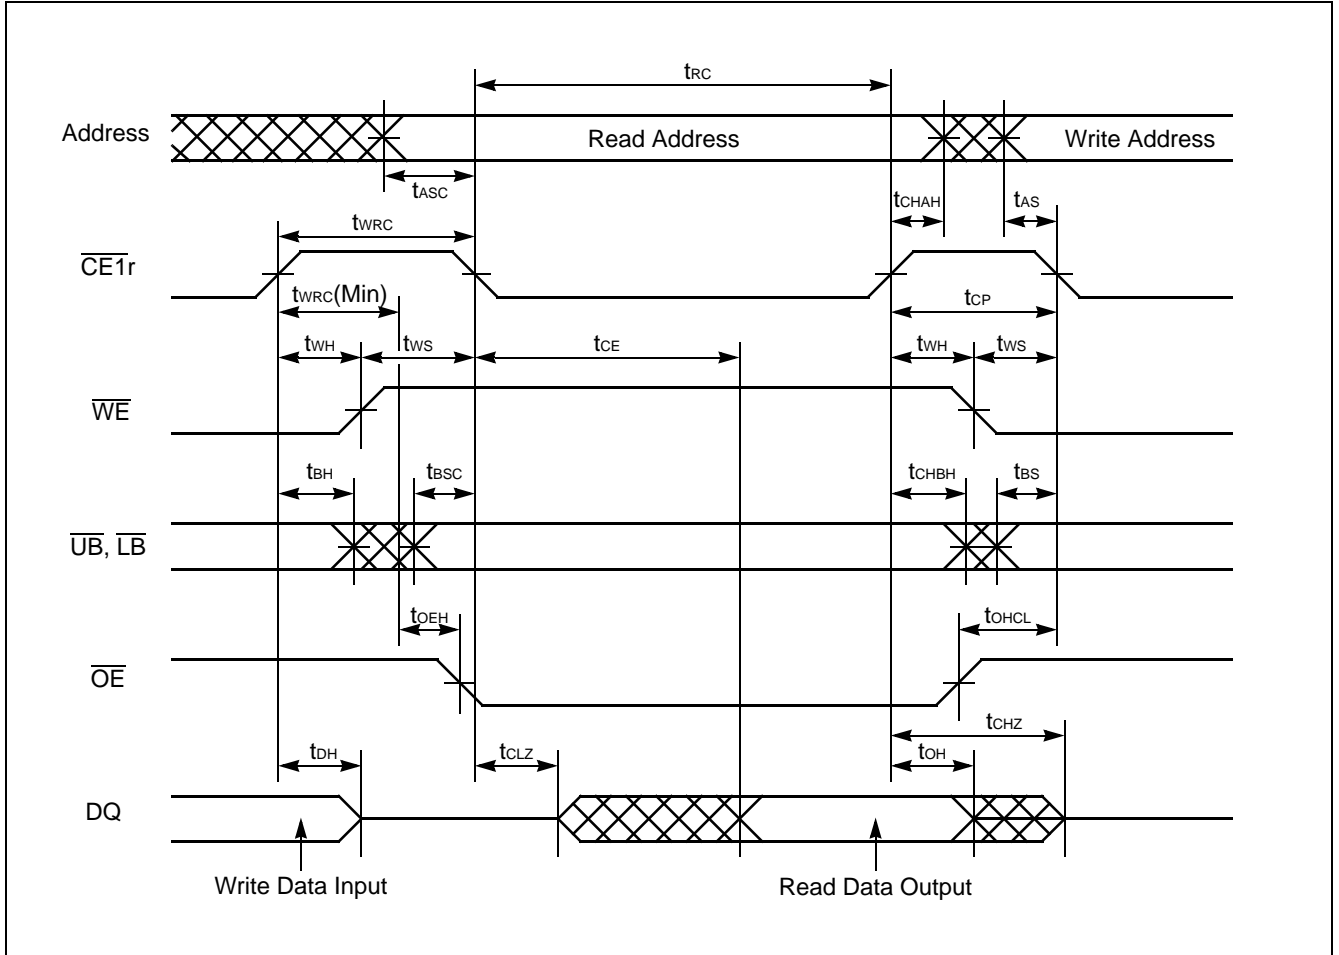 tRC
Address
Read Address
Write Address
tASC
tCHAH
tAS
tWRC
CE1r
tWRC(Min)
tCP
tWH
tWS
tCE
tWH
tWS
WE
tBH
tBSC
tCHBH
tBS
UB, LB
tOEH
tOHCL
OE
tCHZ
tDH
tCLZ
tOH
DQ
Write Data Input
Read Data Output